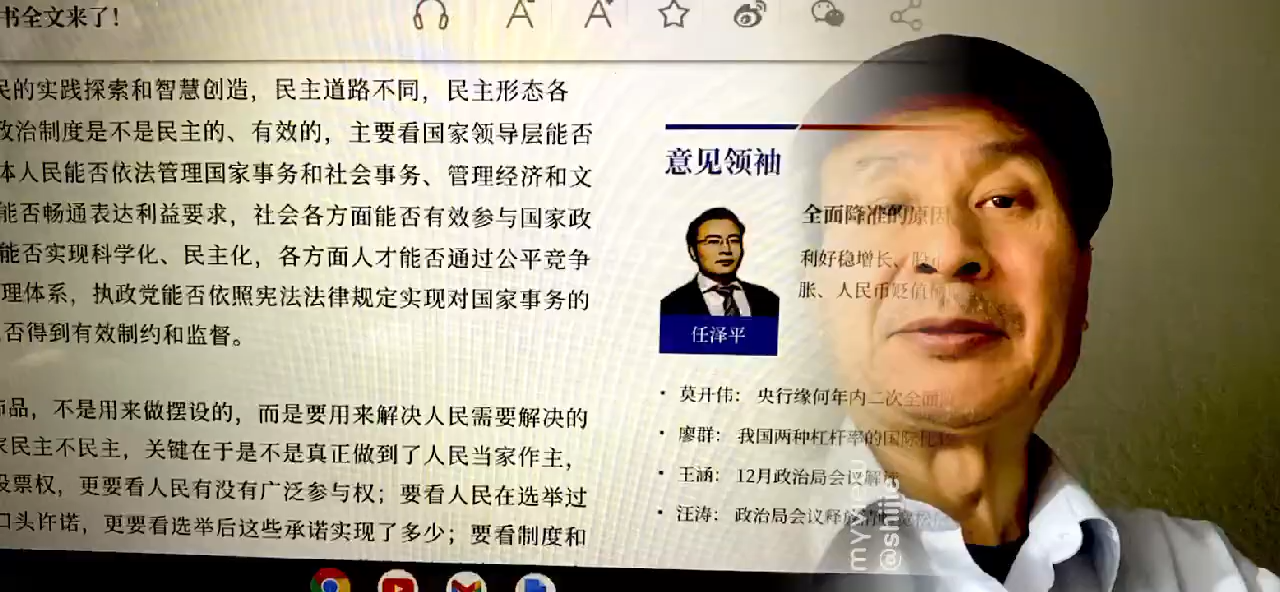 书全文来了！
民的实践探索和智慧创造，民主道路不同，民主形态各
政治制度是不是民主的、有效的，主要看国家领导层能否
体人民能否依法管理国家事务和社会事务、管理经济和文
能否畅通表达利益要求，社会各方面能否有效参与国家政
能否实现科学化、民主化，各方面人才能否通过公平竞争
理体系，执政党能否依照宪法法律规定实现对国家事务的
否得到有效制约和监督。
饰品，不是用来做摆设的，而是要用来解决人民需要解决的
家民主不民主，关键在于是不是真正做到了人民当家作主，
投票权，更要看人民有没有广泛参与权；要看人民在选举过
口头许诺，更要看选举后这些承诺实现了多少；要看制度和
意见领袖
任泽平
全面降准的原因
利好稳增长、股
胀、人民币贬值
• 莫开伟： 央行缘何年内二次全面
• 廖群： 我国两种杠杆率的国际比较
• 王涵： 12月政治局会议解读
• 汪涛： 政治局会议释放